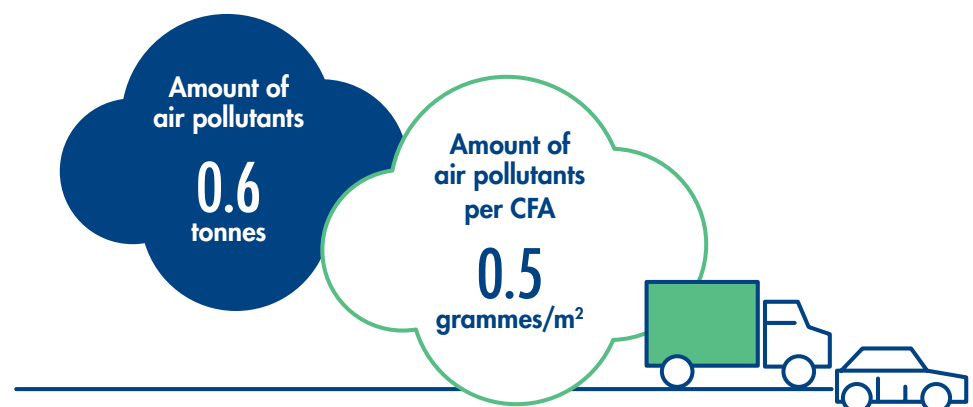 Amount of
air pollutants
0.6
tonnes
Amount of
air pollutants
per CFA
0.5
grammes/m²